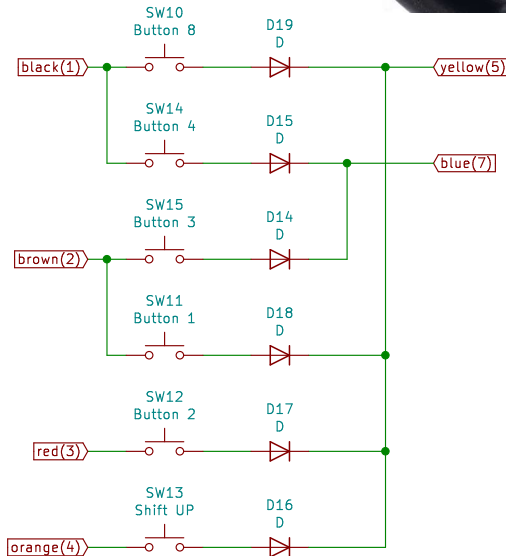 SW10
Button 8
D19
D
black(1)
yellow(5)
SW14
Button 4
D15
D
blue(7)
SW15
Button 3
D14
D
brown(2)
SW11
Button 1
D18
D
SW12
Button 2
D17
D
red(3)
SW13
Shift UP
D16
D
orange(4)